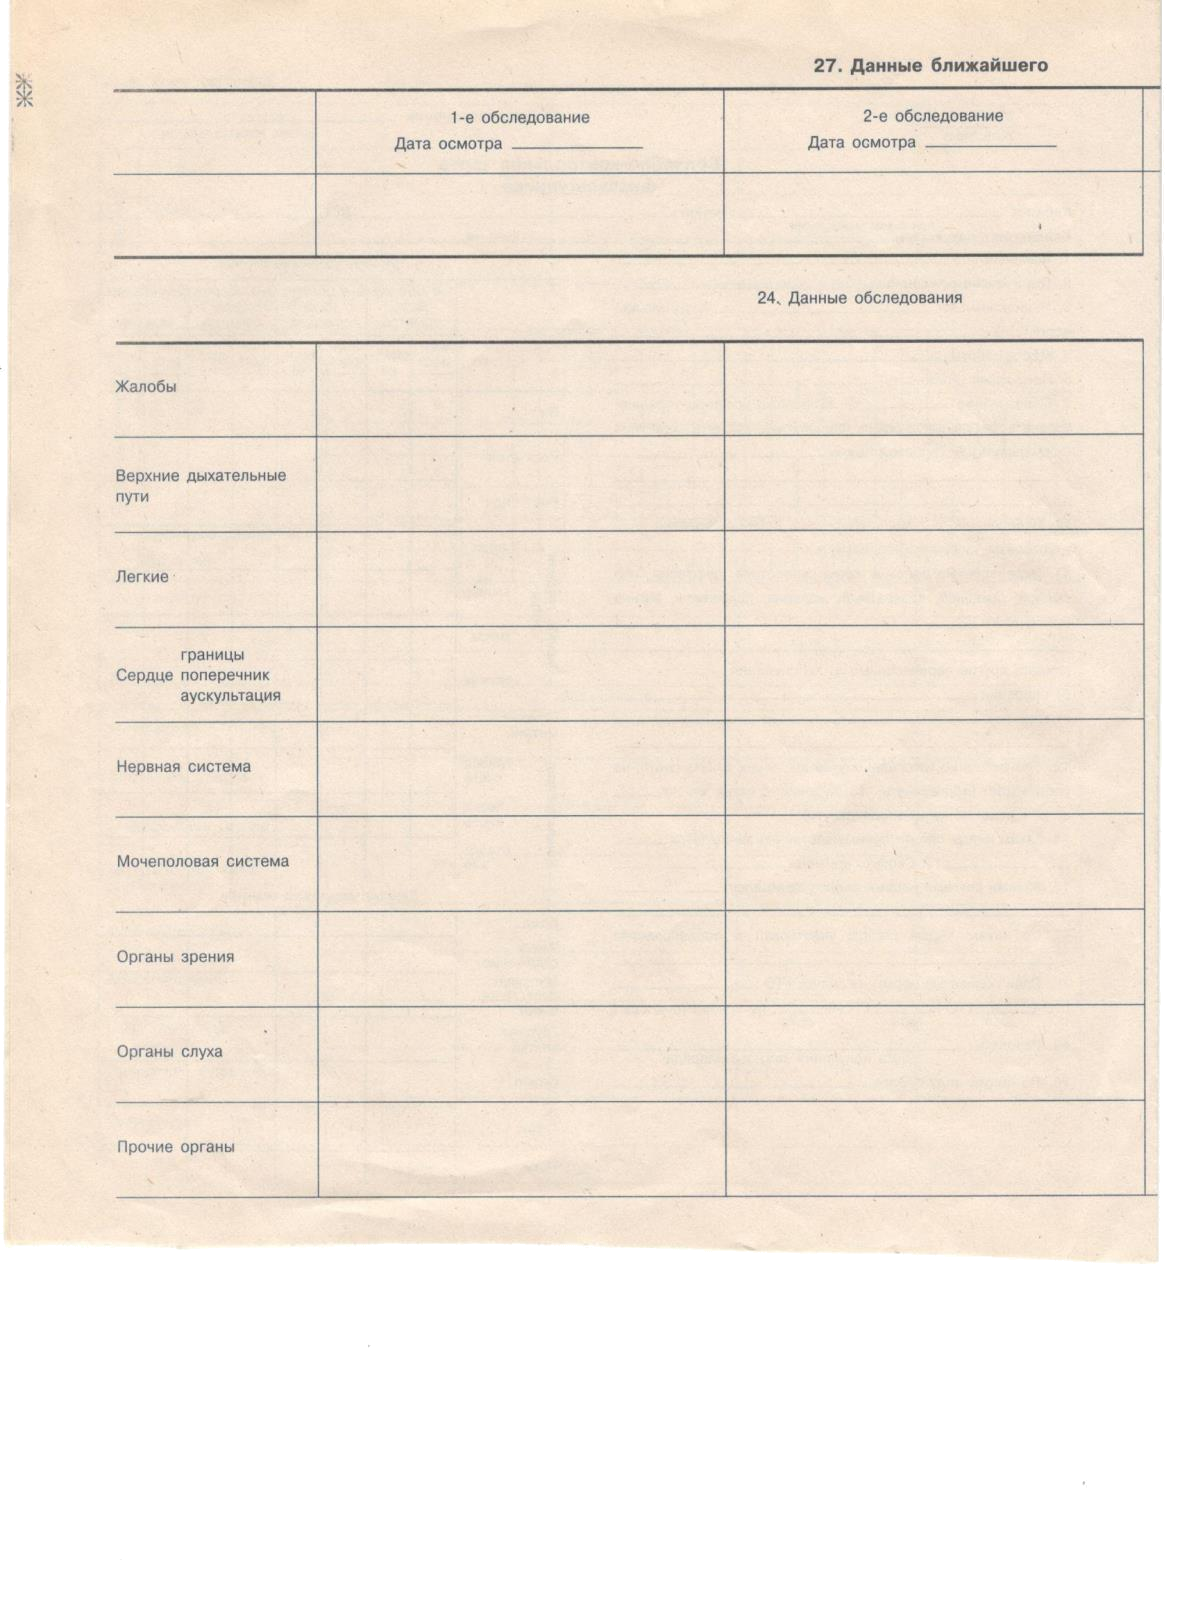 27. Данные ближайшего
1-е обследование
Дата осмотра
2-е обследование
Дата осмотра
24. Данные обследования
Жалобы
Верхние дыхательные
пути
Легкие
границы
Сердце поперечник
аускультация
Нервная система
Мочеполовая система
Органы зрения
Органы слуха
Прочие органы